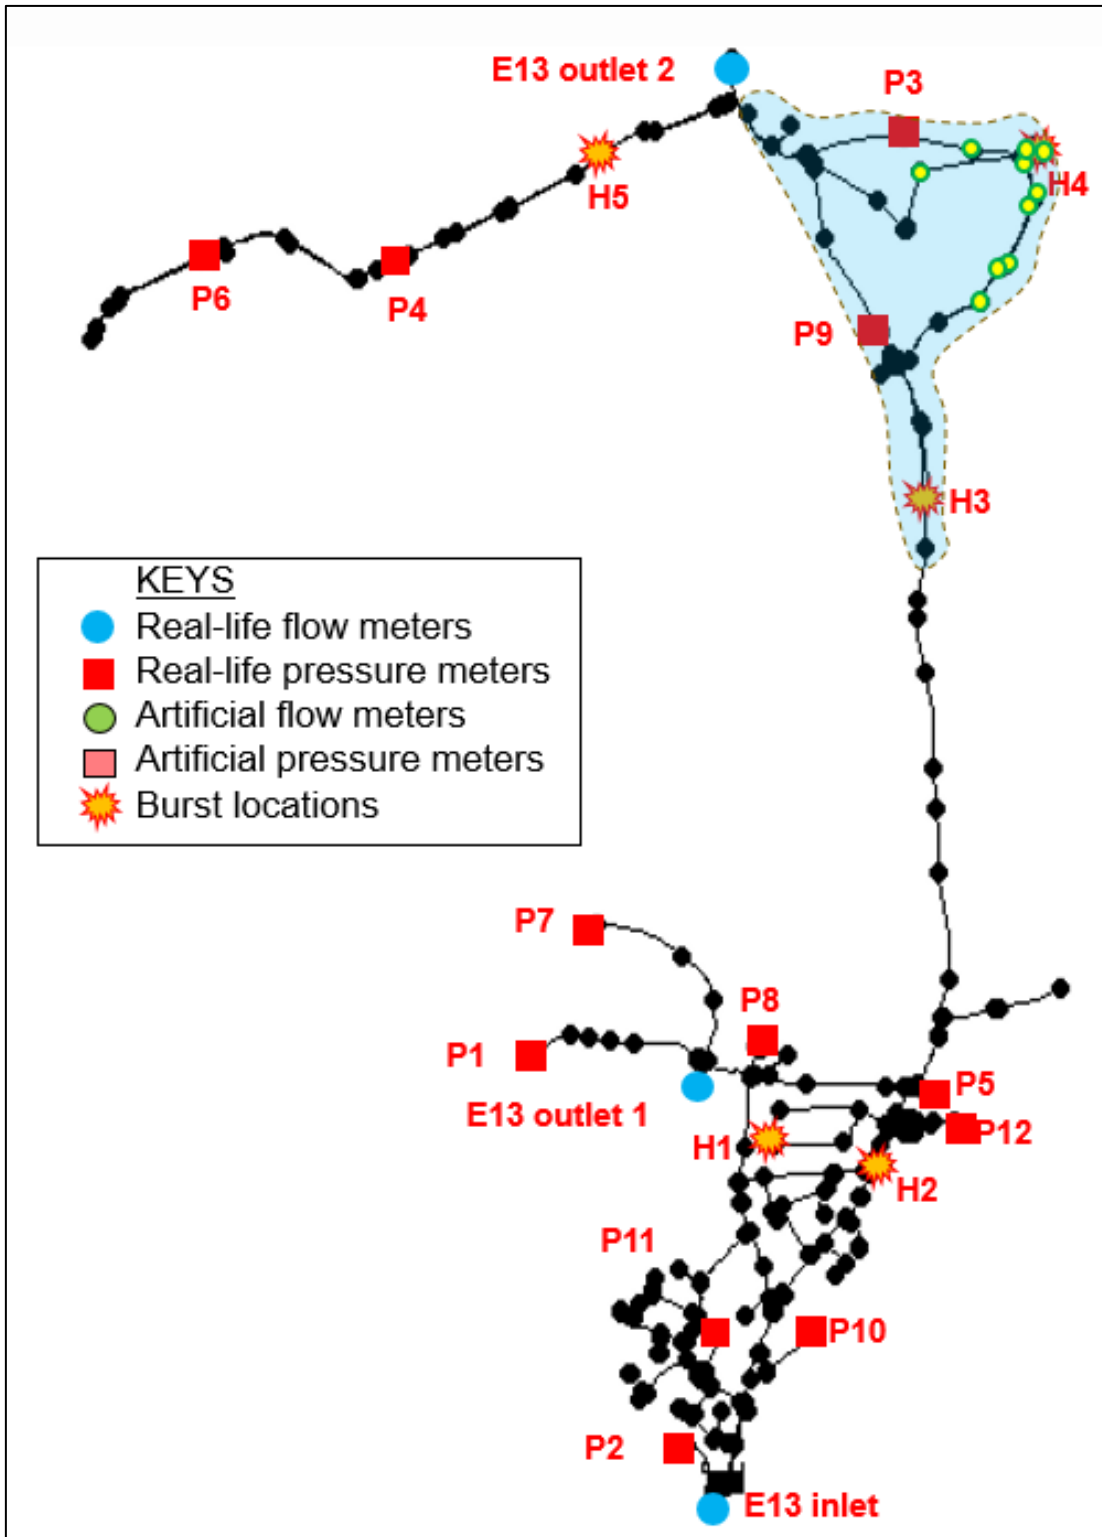 E13 outlet 2
P3
H5
H4
P6
P4
P9
H3
KEYS
Real-life flow meters
Real-life pressure meters
Artificial flow meters
Artificial pressure meters
Burst locations
P7
P8
P1
P5
E13 outlet 1
P12
H1
H2
P11
P10
P2
E13 inlet